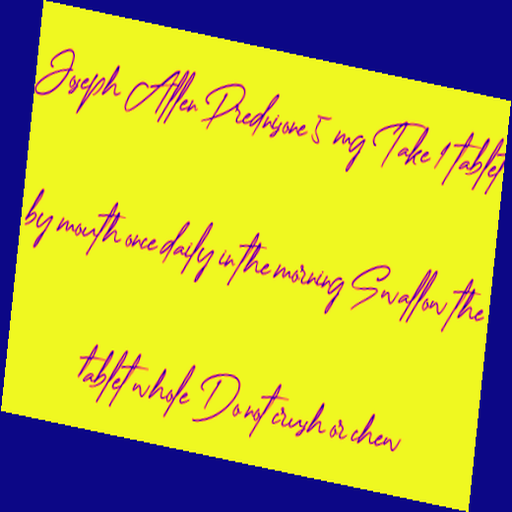 Joseph Allen Prednisone 5 mg Take 1 tablet
by mouth once daily in the morning Swallow the
tablet whole Do not crush or chew